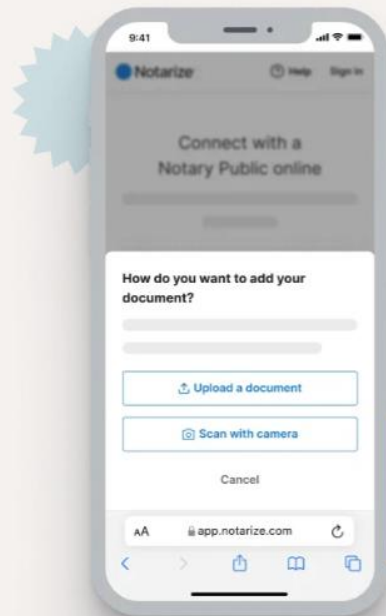 9:41
Notarize
Help Sign in
Connect with a
Notary Public online
How do you want to add your
document?
Upload a document
Scan with camera
Cancel
AA app.notarize.com